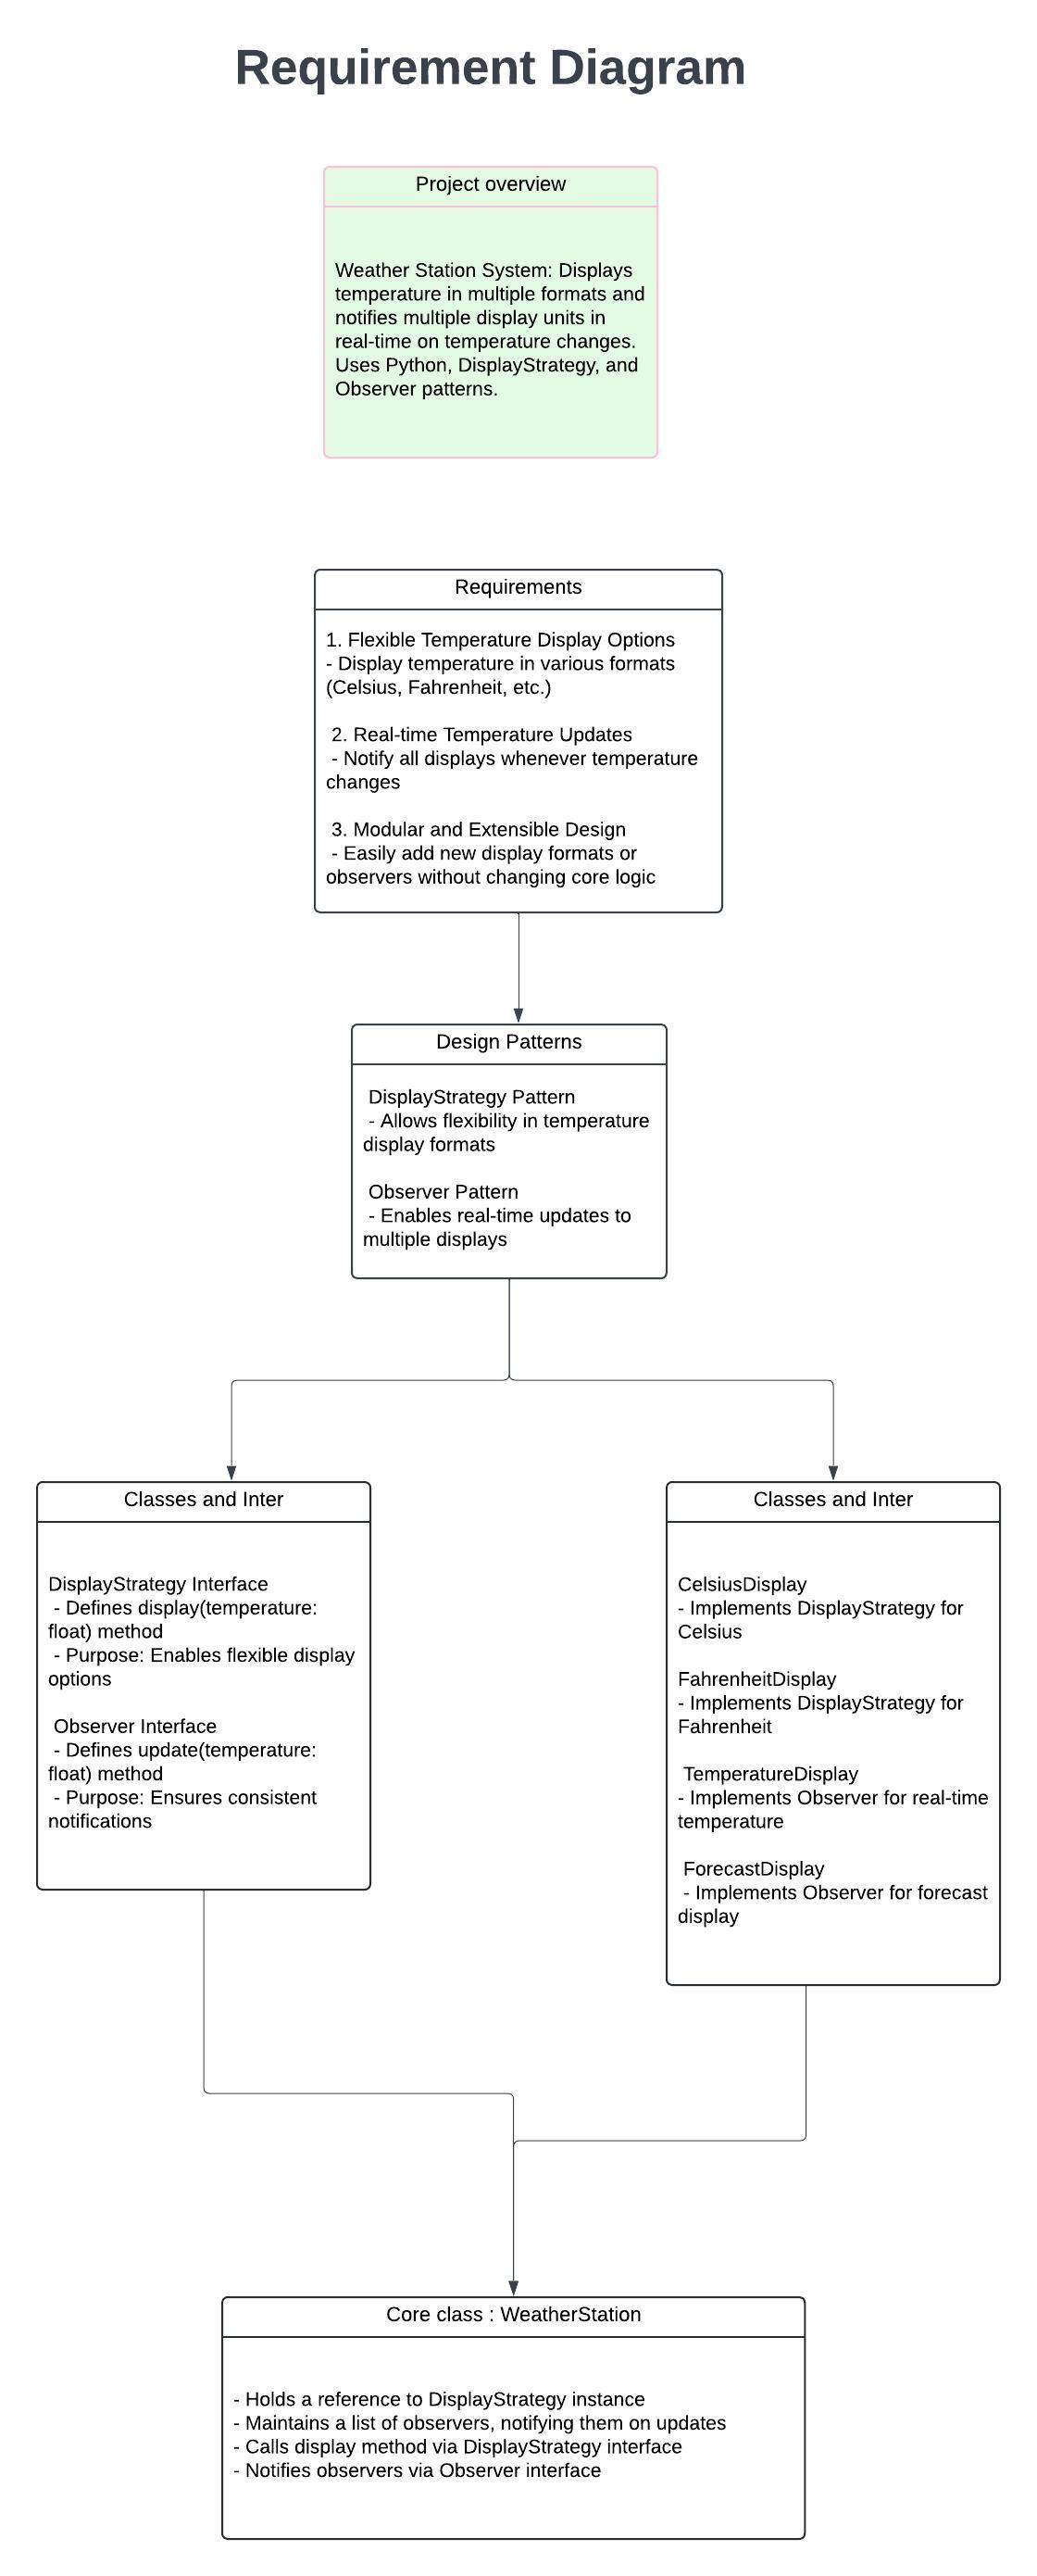 Requirement Diagram
Project overview
Weather Station System: Displays
temperature in multiple formats and
notifies multiple display units in
real-time on temperature changes.
Uses Python, DisplayStrategy, and
Observer patterns.
Requirements
1. Flexible Temperature Display Options
- Display temperature in various formats
(Celsius, Fahrenheit, etc.)
2. Real-time Temperature Updates
- Notify all displays whenever temperature
changes
3. Modular and Extensible Design
- Easily add new display formats or
observers without changing core logic
Design Patterns
DisplayStrategy Pattern
- Allows flexibility in temperature
display formats
Observer Pattern
- Enables real-time updates to
multiple displays
Classes and Inter
DisplayStrategy Interface
- Defines display(temperature:
float) method
- Purpose: Enables flexible display
options
Observer Interface
- Defines update(temperature:
float) method
- Purpose: Ensures consistent
notifications
Classes and Inter
CelsiusDisplay
- Implements DisplayStrategy for
Celsius
FahrenheitDisplay
- Implements DisplayStrategy for
Fahrenheit
TemperatureDisplay
- Implements Observer for real-time
temperature
ForecastDisplay
- Implements Observer for forecast
display
Core class : WeatherStation
- Holds a reference to DisplayStrategy instance
- Maintains a list of observers, notifying them on updates
- Calls display method via DisplayStrategy interface
- Notifies observers via Observer interface